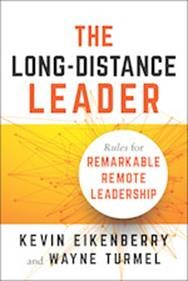 THE
LONG-DISTANCE
LEADER
Rules for
REMARKABLE
REMOTE
LEADERSHIP
KEVIN EIKENBERRY
and WAYNE TURMEL